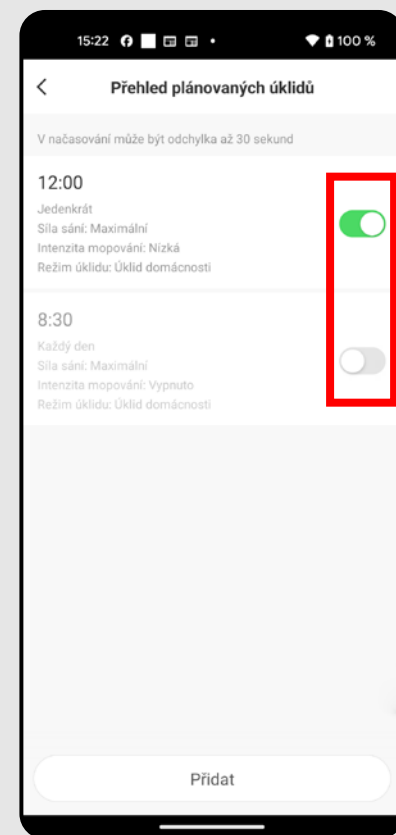 15:22
100 %
Přehled plánovaných úklidů
V načasování může být odchylka až 30 sekund
12:00
Jedenkrát
Síla sání: Maximální
Intenzita mopování: Nízká
Režim úklidu: Úklid domácnosti
8:30
Každý den
Síla sání: Maximální
Intenzita mopování: Vypnuto
Režim úklidu: Úklid domácnosti
Přidat